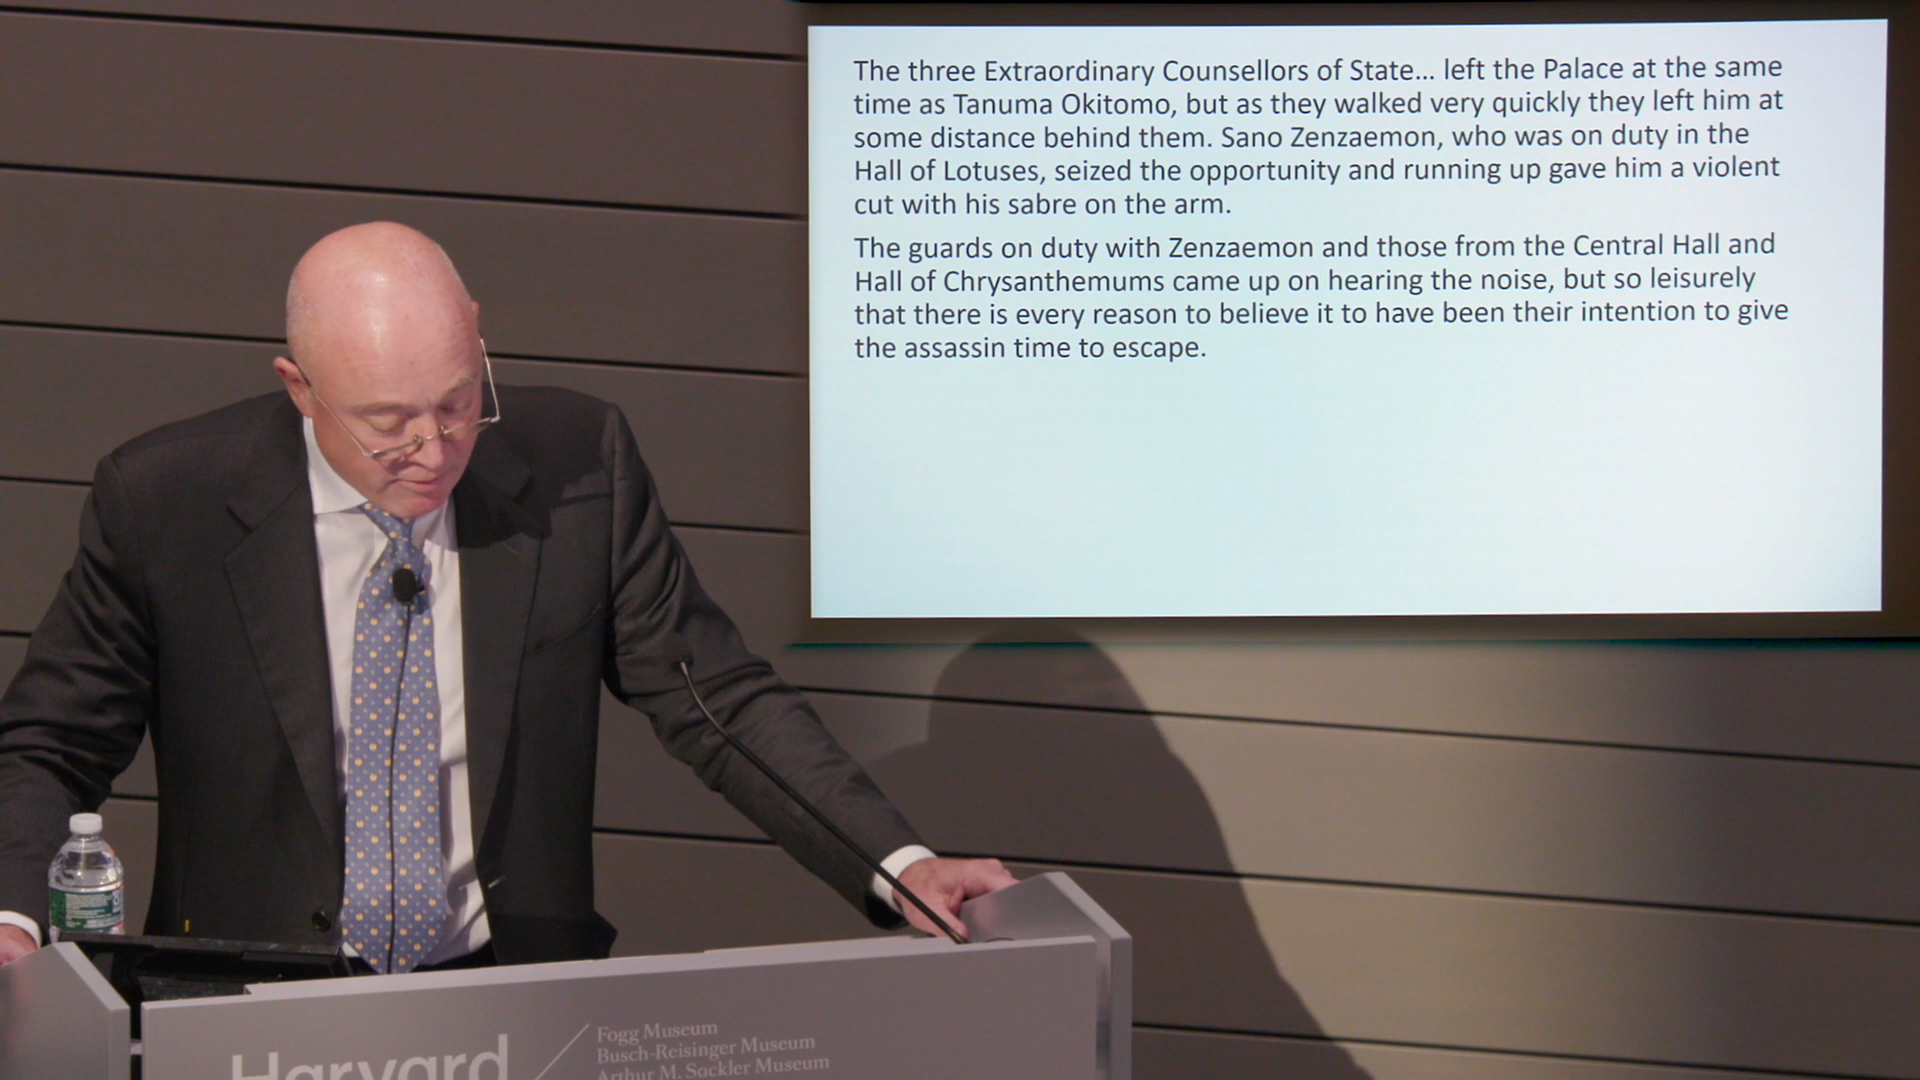 The three Extraordinary Counsellors of State... left the Palace at the same
time as Tanuma Okitomo, but as they walked very quickly they left him at
some distance behind them. Sano Zenzaemon, who was on duty in the
Hall of Lotuses, seized the opportunity and running up gave him a violent
cut with his sabre on the arm.
The guards on duty with Zenzaemon and those from the Central Hall and
Hall of Chrysanthemums came up on hearing the noise, but so leisurely
that there is every reason to believe it to have been their intention to give
the assassin time to escape.
Harvard
Fogg Museum
Busch-Reisinger Museum
Arthur M. Sackler Museum